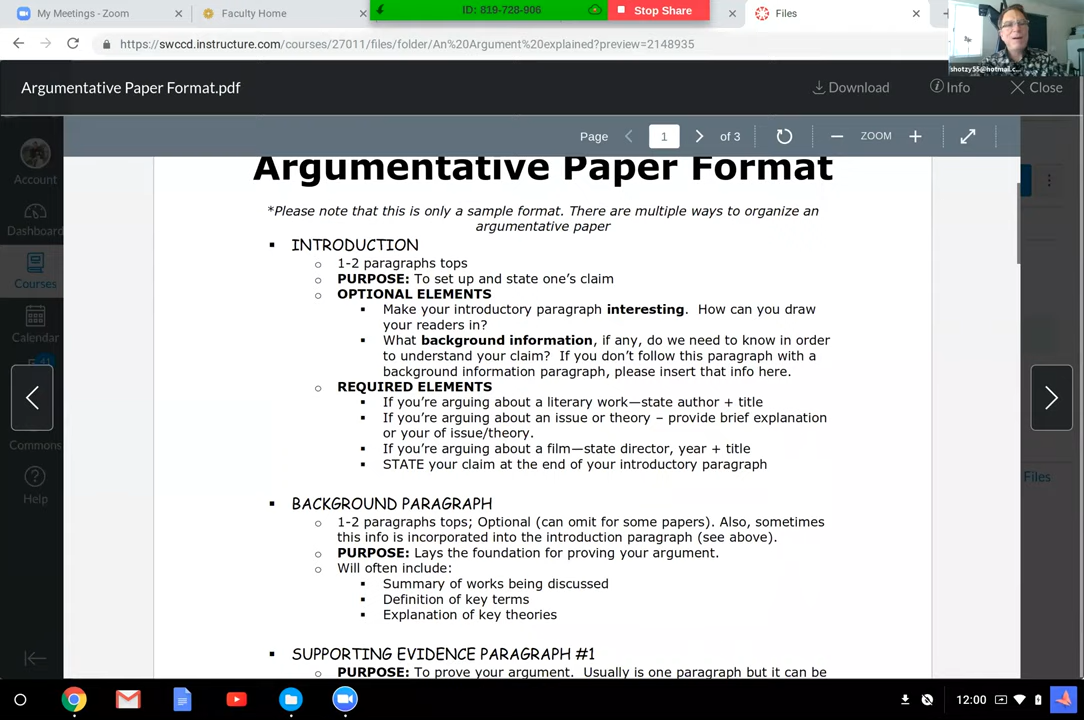 My Meetings - Zoom
Faculty Home
ID: 819-728-906
Stop Share
Files
https://swccd.instructure.com/courses/27011/files/folder/An%20Argument%20explained?preview=2148935
Argumentative Paper Format.pdf
Download
Info
Close
Page
1
of 3
ZOOM
Account
Dashboard
Courses
Calendar
41
Commons
Help
Files
Argumentative Paper Format
*Please note that this is only a sample format. There are multiple ways to organize an
argumentative paper
▪ INTRODUCTION
o 1-2 paragraphs tops
o PURPOSE: To set up and state one’s claim
o OPTIONAL ELEMENTS
▪ Make your introductory paragraph interesting. How can you draw
your readers in?
▪ What background information, if any, do we need to know in order
to understand your claim? If you don’t follow this paragraph with a
background information paragraph, please insert that info here.
o REQUIRED ELEMENTS
▪ If you’re arguing about a literary work—state author + title
▪ If you’re arguing about an issue or theory – provide brief explanation
or your of issue/theory.
▪ If you’re arguing about a film—state director, year + title
▪ STATE your claim at the end of your introductory paragraph
▪ BACKGROUND PARAGRAPH
o 1-2 paragraphs tops; Optional (can omit for some papers). Also, sometimes
this info is incorporated into the introduction paragraph (see above).
o PURPOSE: Lays the foundation for proving your argument.
o Will often include:
▪ Summary of works being discussed
▪ Definition of key terms
▪ Explanation of key theories
▪ SUPPORTING EVIDENCE PARAGRAPH #1
o PURPOSE: To prove your argument. Usually is one paragraph but it can be
shotzy55@hotmail.c...
12:00